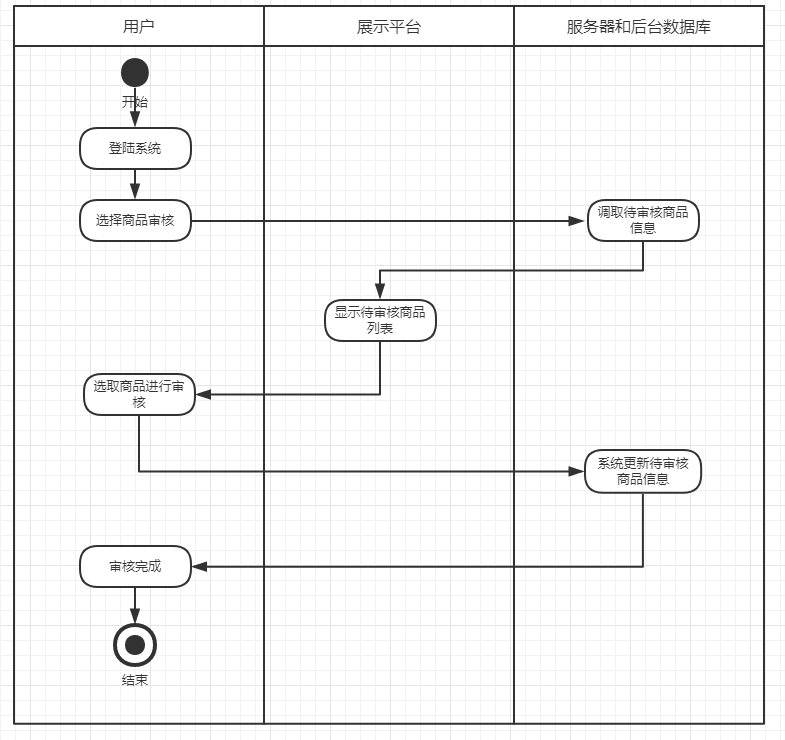 用户
展示平台
服务器和后台数据库
开始
登陆系统
选择商品审核
调取待审核商品
信息
显示待审核商品
列表
选取商品进行审
核
系统更新待审核
商品信息
审核完成
结束